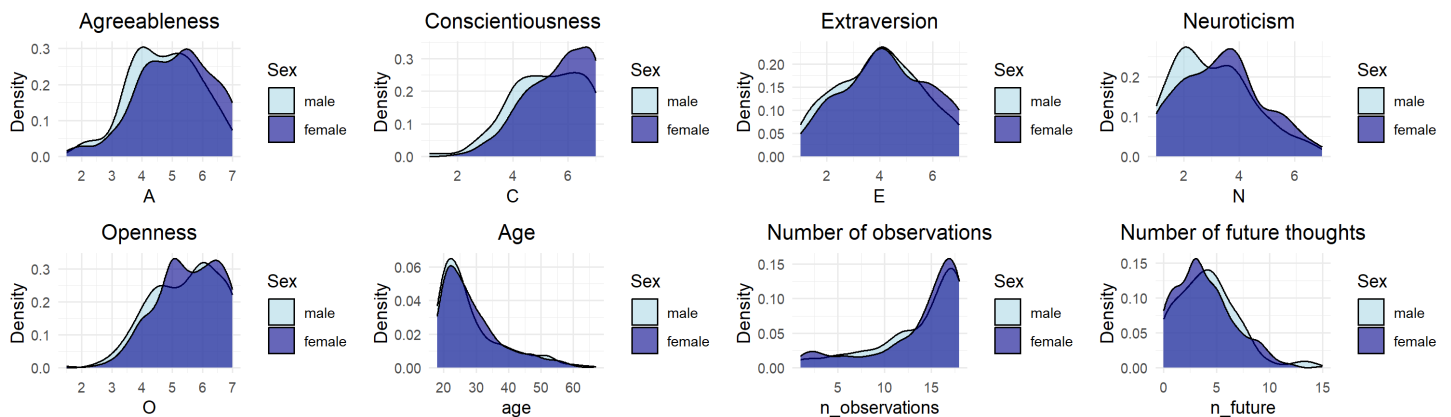 Agreeableness
Density
0.3
0.2
0.1
0.0
2 3 4 5 6 7
A
Sex
male
female
Conscientiousness
Density
0.3
0.2
0.1
0.0
2 4 6
C
Sex
male
female
Extraversion
Density
0.20
0.15
0.10
0.05
0.00
2 4 6
E
Sex
male
female
Neuroticism
Density
0.2
0.1
0.0
2 4 6
N
Sex
male
female
Openness
Density
0.3
0.2
0.1
0.0
2 3 4 5 6 7
O
Sex
male
female
Age
Density
0.06
0.04
0.02
0.00
20 30 40 50 60
age
Sex
male
female
Number of observations
Density
0.15
0.10
0.05
0.00
5 10 15
n_observations
Sex
male
female
Number of future thoughts
Density
0.15
0.10
0.05
0.00
0 5 10 15
n_future
Sex
male
female